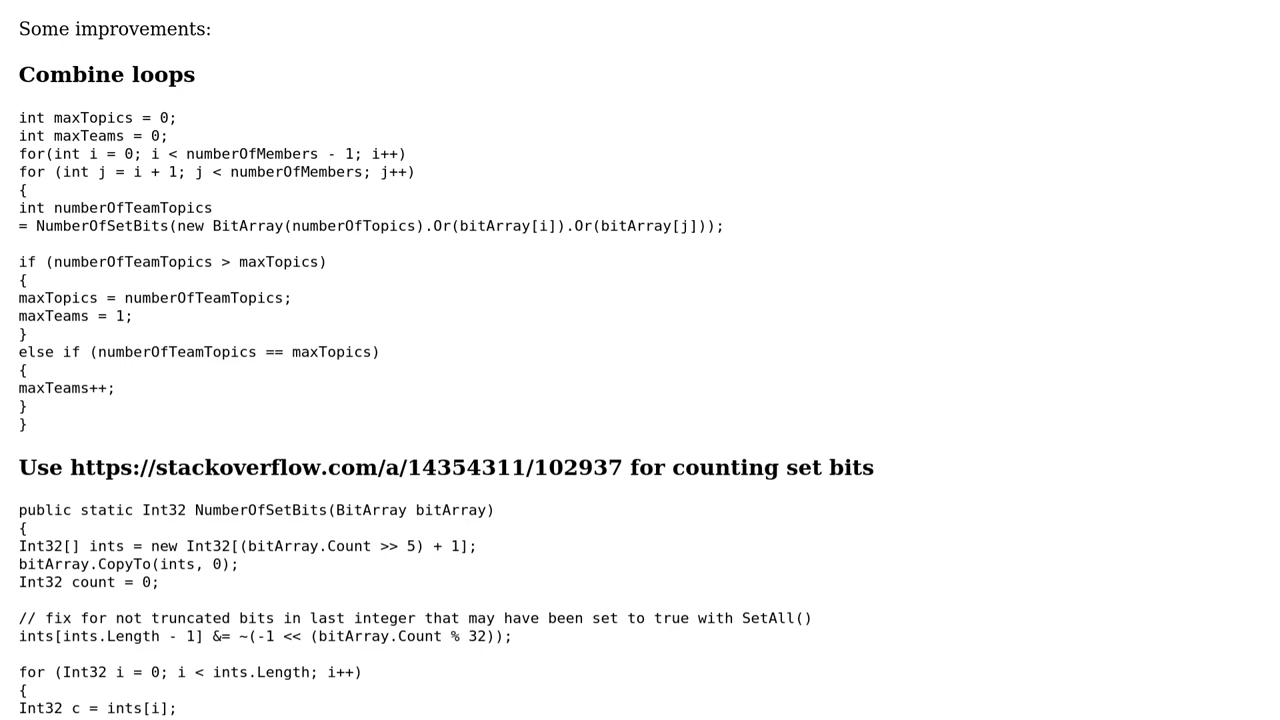 Some improvements:
Combine loops
int maxTopics = 0;
int maxTeams = 0;
for(int i = 0; i < numberOfMembers - 1; i++)
for (int j = i + 1; j < numberOfMembers; j++)
{
int numberOfTeamTopics
= NumberOfSetBits(new BitArray(numberOfTopics).Or(bitArray[i]).Or(bitArray[j]));

if (numberOfTeamTopics > maxTopics)
{
maxTopics = numberOfTeamTopics;
maxTeams = 1;
}
else if (numberOfTeamTopics == maxTopics)
{
maxTeams++;
}
}
Use https://stackoverflow.com/a/14354311/102937 for counting set bits
public static Int32 NumberOfSetBits(BitArray bitArray)
{
Int32[] ints = new Int32[(bitArray.Count >> 5) + 1];
bitArray.CopyTo(ints, 0);
Int32 count = 0;

// fix for not truncated bits in last integer that may have been set to true with SetAll()
ints[ints.Length - 1] &= ~(-1 << (bitArray.Count % 32));

for (Int32 i = 0; i < ints.Length; i++)
{
Int32 c = ints[i];